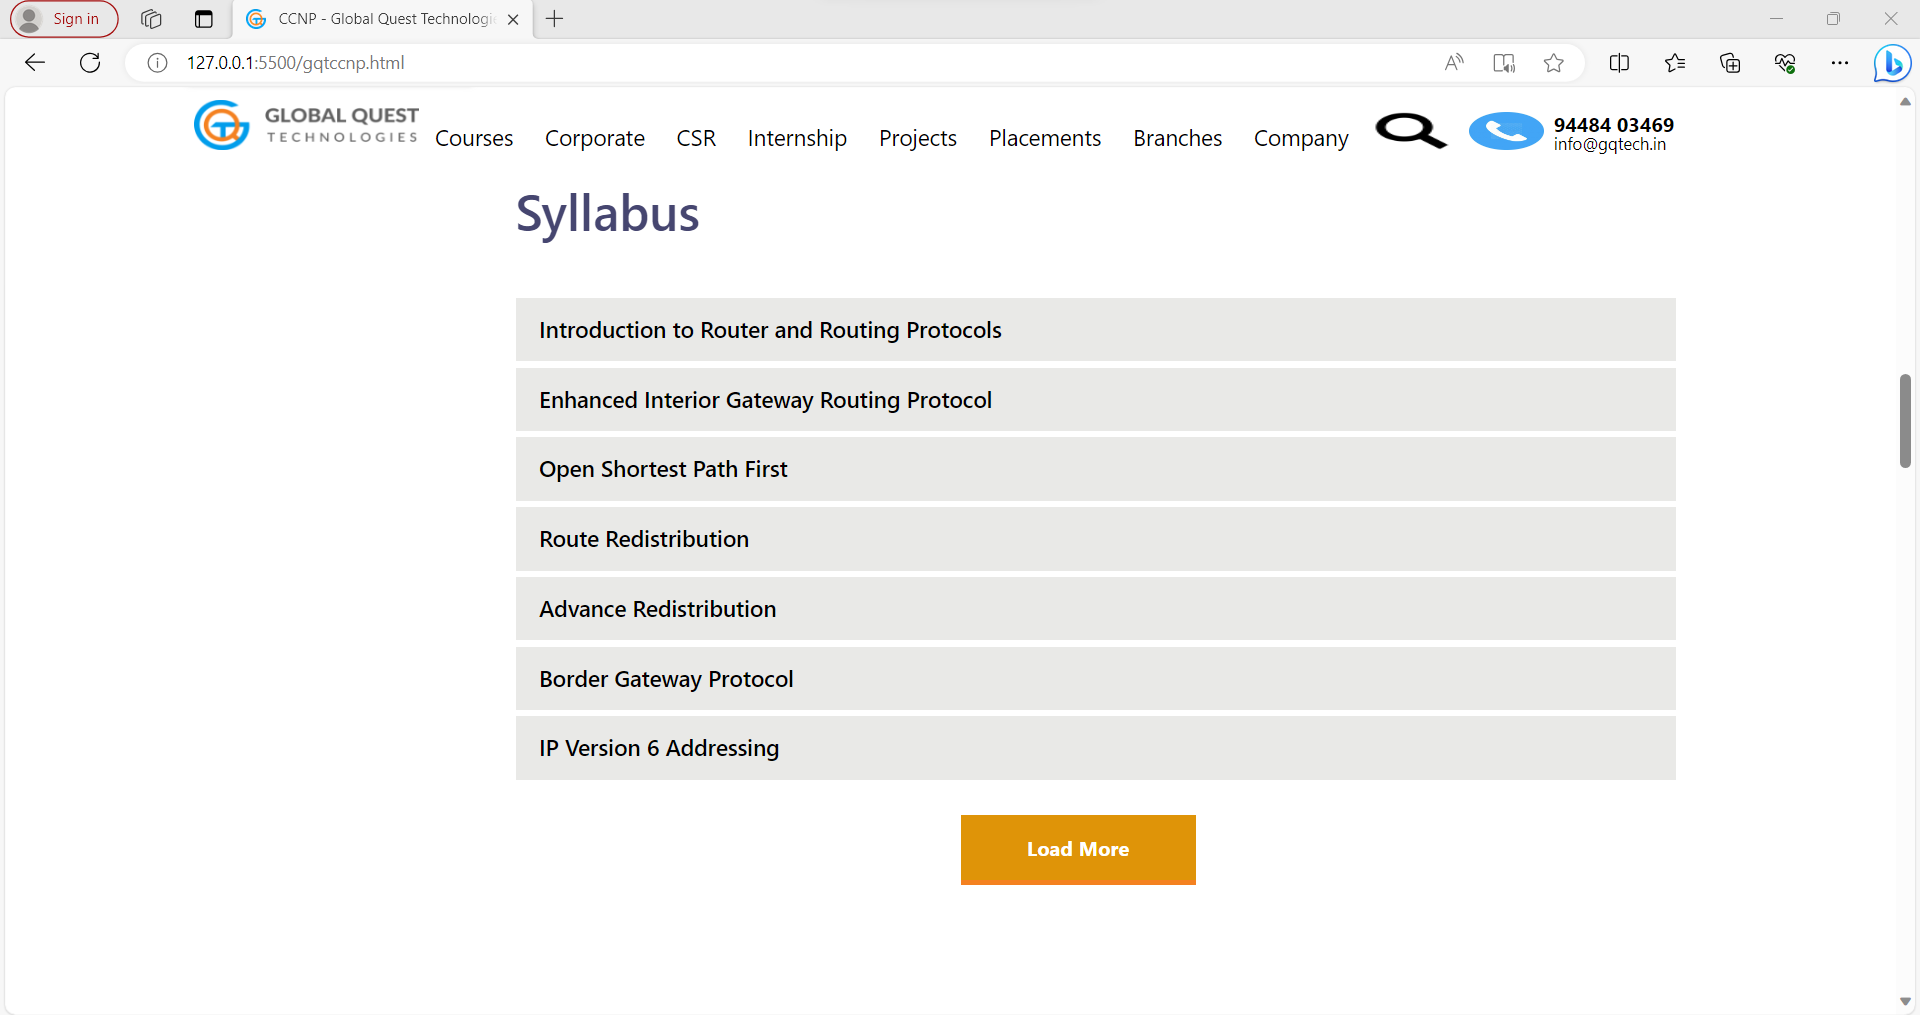 Sign in
CCNP - Global Quest Technologi
127.0.0.1:5500/gqtccnp.html
GLOBAL QUEST
TECHNOLOGIES
Courses Corporate CSR Internship Projects Placements Branches Company
94484 03469
info@gqtech.in
Syllabus
Introduction to Router and Routing Protocols
Enhanced Interior Gateway Routing Protocol
Open Shortest Path First
Route Redistribution
Advance Redistribution
Border Gateway Protocol
IP Version 6 Addressing
Load More